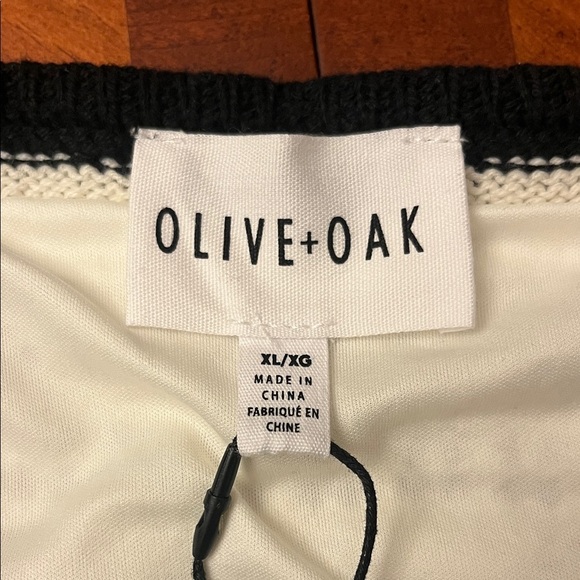 OLIVE+OAK
XL/XG
MADE IN
CHINA
FABRIQUÉ EN
CHINE